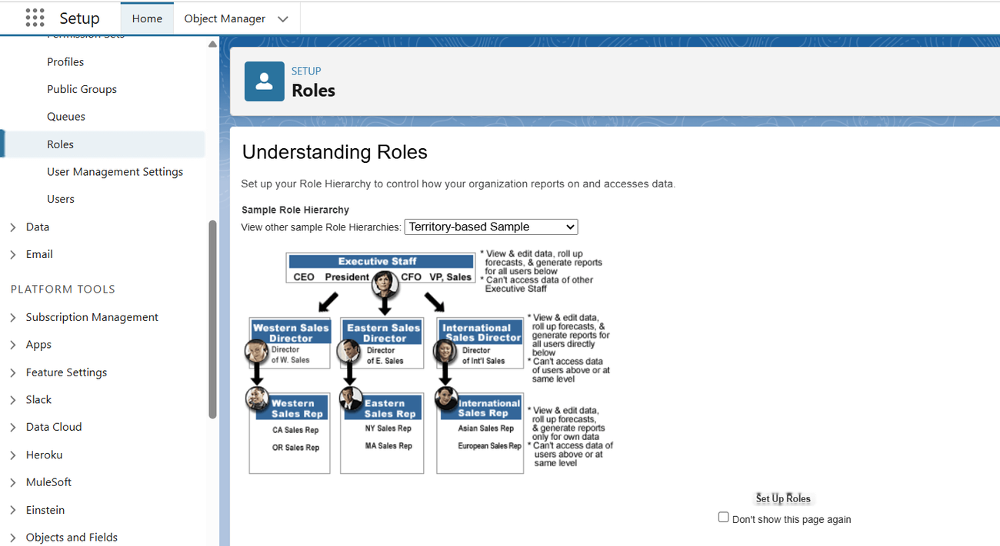 Setup
Home
Object Manager
Permission Sets
Profiles
Public Groups
Queues
Roles
User Management Settings
Users
Data
Email
PLATFORM TOOLS
Subscription Management
Apps
Feature Settings
Slack
Data Cloud
Heroku
MuleSoft
Einstein
Objects and Fields
SETUP
Roles
Understanding Roles
Set up your Role Hierarchy to control how your organization reports on and accesses data.
Sample Role Hierarchy
View other sample Role Hierarchies: Territory-based Sample
Executive Staff
CEO President CFO VP, Sales
* View & edit data, roll up
forecasts, & generate reports
for all users below
* Can't access data of other
Executive Staff
Western Sales
Director
Director
of W. Sales
Eastern Sales
Director
Director
of E. Sales
International
Sales Director
Director
of Int'l Sales
* View & edit data,
roll up forecasts, &
generate reports for
all users directly
below
* Can't access data
of users above or at
same level
Western
Sales Rep
CA Sales Rep
OR Sales Rep
Eastern
Sales Rep
NY Sales Rep
MA Sales Rep
International
Sales Rep
Asian Sales Rep
European Sales Rep
* View & edit data,
roll up forecasts,
& generate reports
only for own data
* Can't access data of
users above or at
same level
Set Up Roles
Don't show this page again